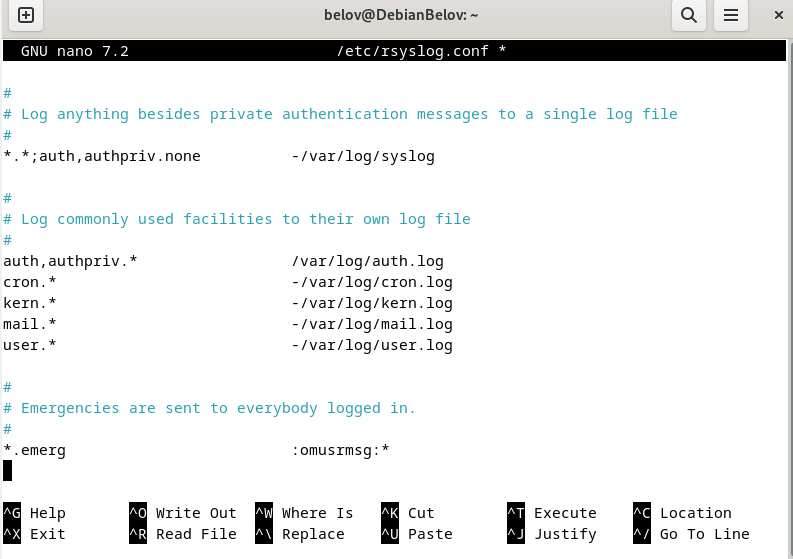 belov@DebianBelov: ~
GNU nano 7.2 /etc/rsyslog.conf *
#
# Log anything besides private authentication messages to a single log file
#
*.*;auth,authpriv.none -/var/log/syslog
#
# Log commonly used facilities to their own log file
#
auth,authpriv.* /var/log/auth.log
cron.* -/var/log/cron.log
kern.* -/var/log/kern.log
mail.* -/var/log/mail.log
user.* -/var/log/user.log
#
# Emergencies are sent to everybody logged in.
#
*.emerg :omusrmsg:*
^G Help ^O Write Out ^W Where Is ^K Cut ^T Execute ^C Location
^X Exit ^R Read File ^\ Replace ^U Paste ^J Justify ^/ Go To Line